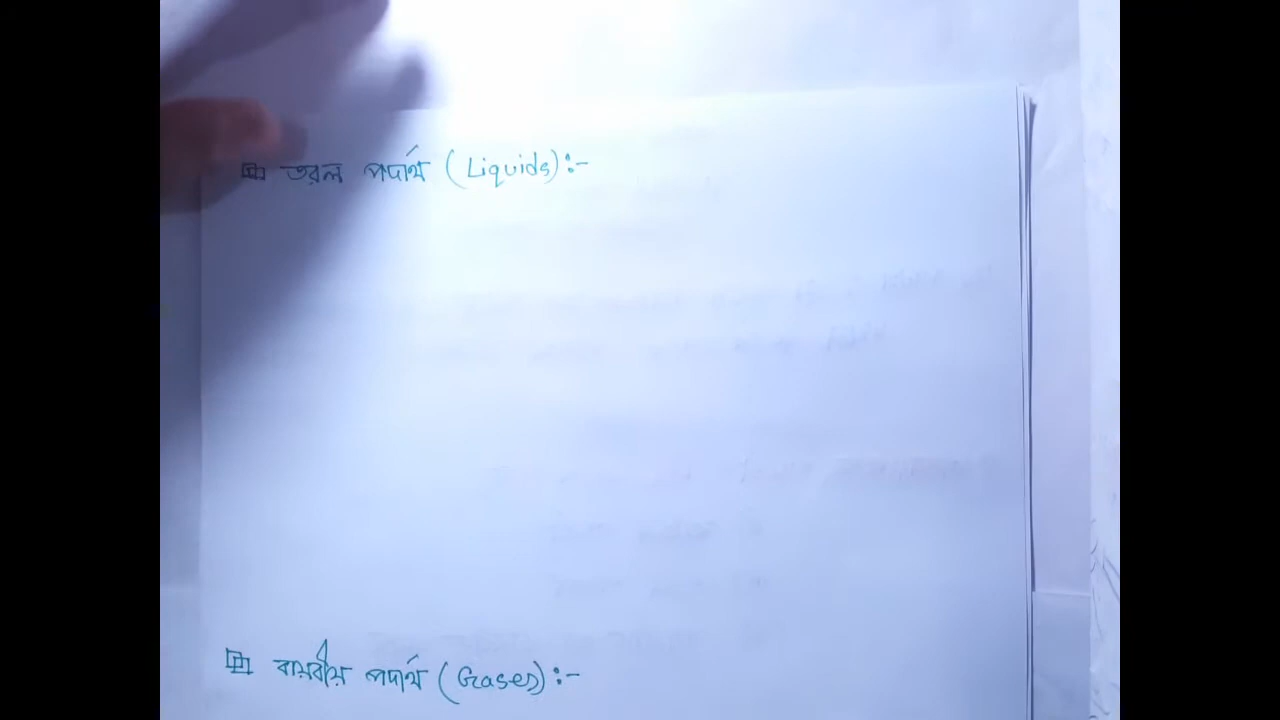 তরল পদার্থ (Liquids):-
বায়বীয় পদার্থ (Gases):-